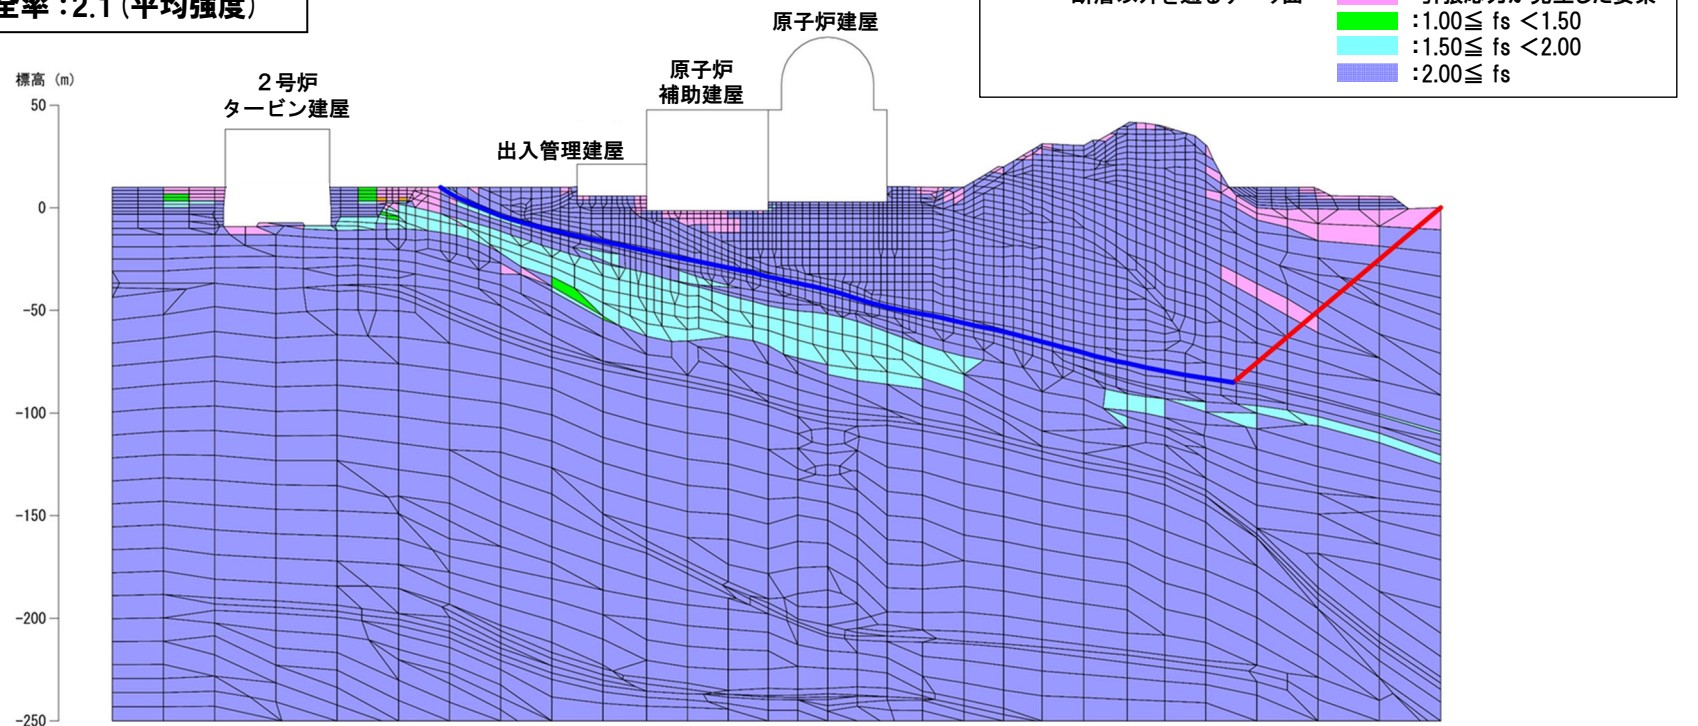 全率：2.1（平均強度）
:1.00≦ fs ＜1.50
:1.50≦ fs ＜2.00
:2.00≦ fs
原子炉建屋
原子炉
補助建屋
２号炉
タービン建屋
出入管理建屋
標高（m）
50
0
-50
-100
-150
-200
-250